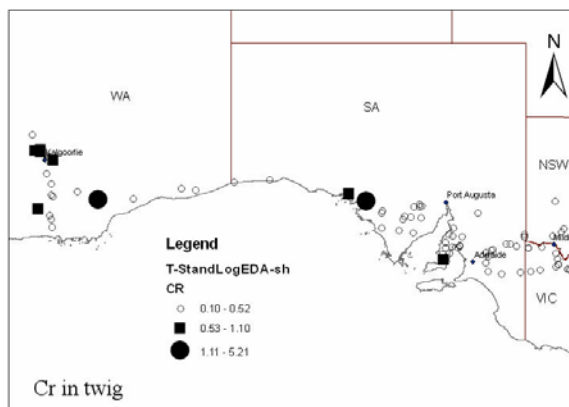 N
WA
SA
Kalgoorlie
NSW
Port Augusta
Legend
T-StandLogEDA-sh
CR
Adelaide
0.10 - 0.52
VIC
0.53 - 1.10
1.11 - 5.21
Cr in twig